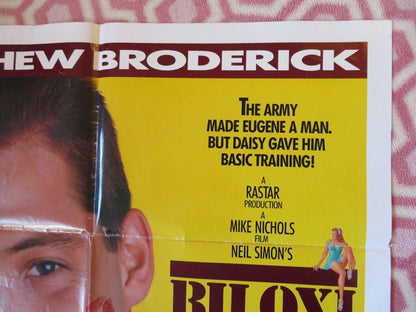 HEW BRODERICK
THE ARMY
MADE EUGENE A MAN.
BUT DAISY GAVE HIM
BASIC TRAINING!
A
RASTAR
PRODUCTION
A
MIKE NICHOLS
FILM
NEIL SIMON'S
BILOXI